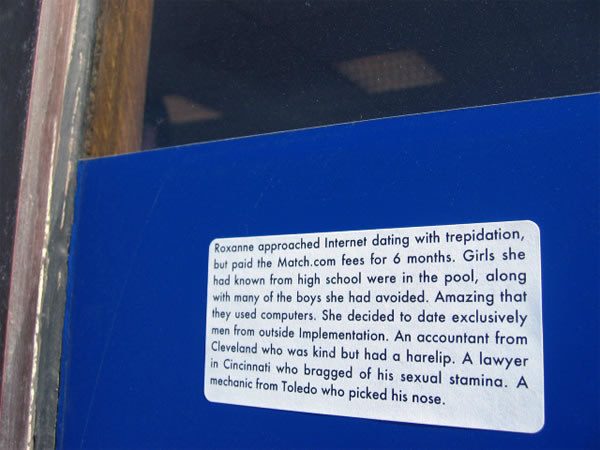 Roxanne approached Internet dating with trepidation,
but paid the Match.com fees for 6 months. Girls she
had known from high school were in the pool, along
with many of the boys she had avoided. Amazing that
they used computers. She decided to date exclusively
men from outside Implementation. An accountant from
Cleveland who was kind but had a harelip. A lawyer
in Cincinnati who bragged of his sexual stamina. A
mechanic from Toledo who picked his nose.